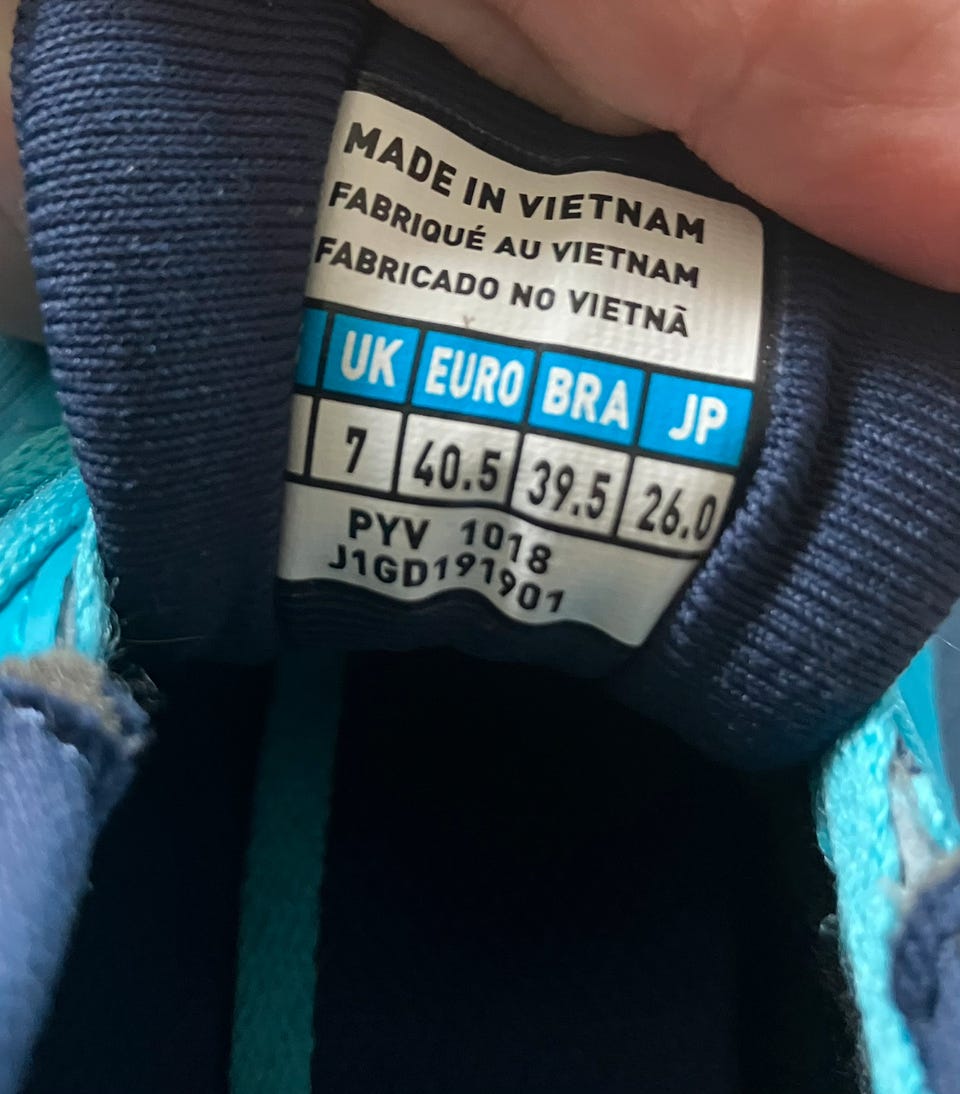 MADE IN VIETNAM
FABRIQUÉ AU VIETNAM
FABRICADO NO VIETNÃ
UK EURO BRA JP
7 40.5 39.5 26.0
PYV 1018
J1GD191901